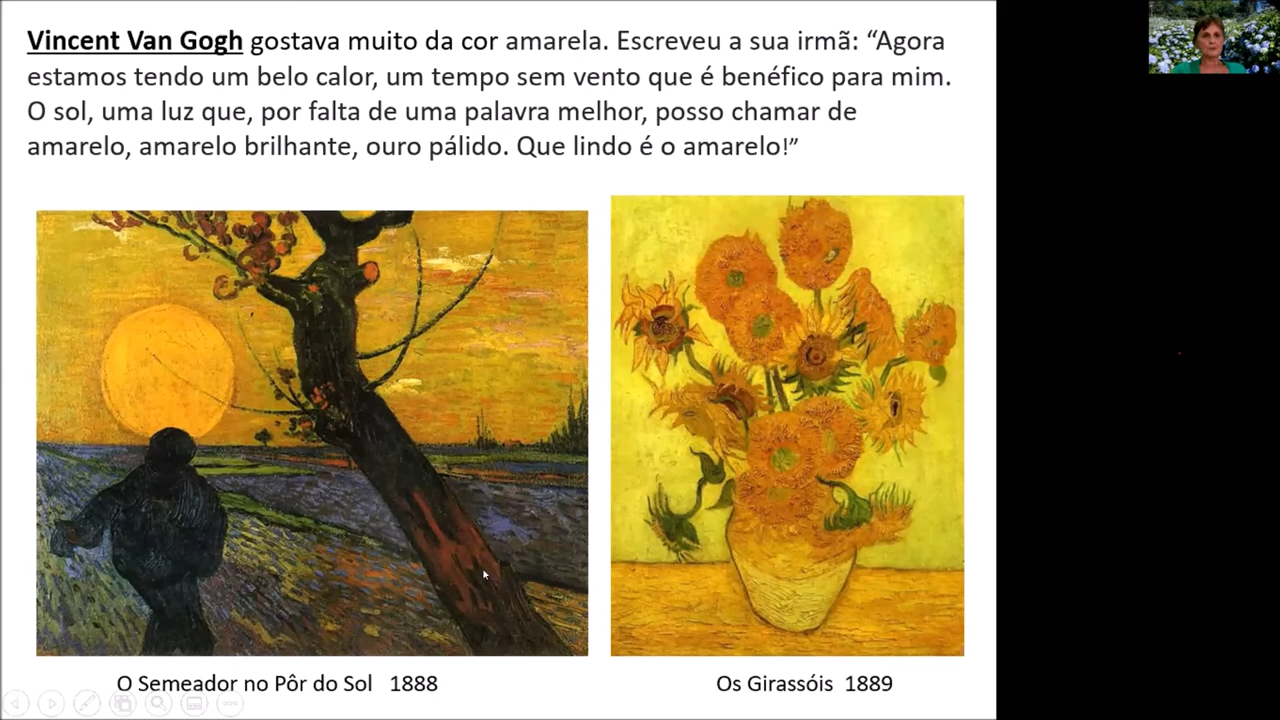 Vincent Van Gogh gostava muito da cor amarela. Escreveu a sua irmã: “Agora
estamos tendo um belo calor, um tempo sem vento que é benéfico para mim.
O sol, uma luz que, por falta de uma palavra melhor, posso chamar de
amarelo, amarelo brilhante, ouro pálido. Que lindo é o amarelo!”
O Semeador no Pôr do Sol 1888
Os Girassóis 1889